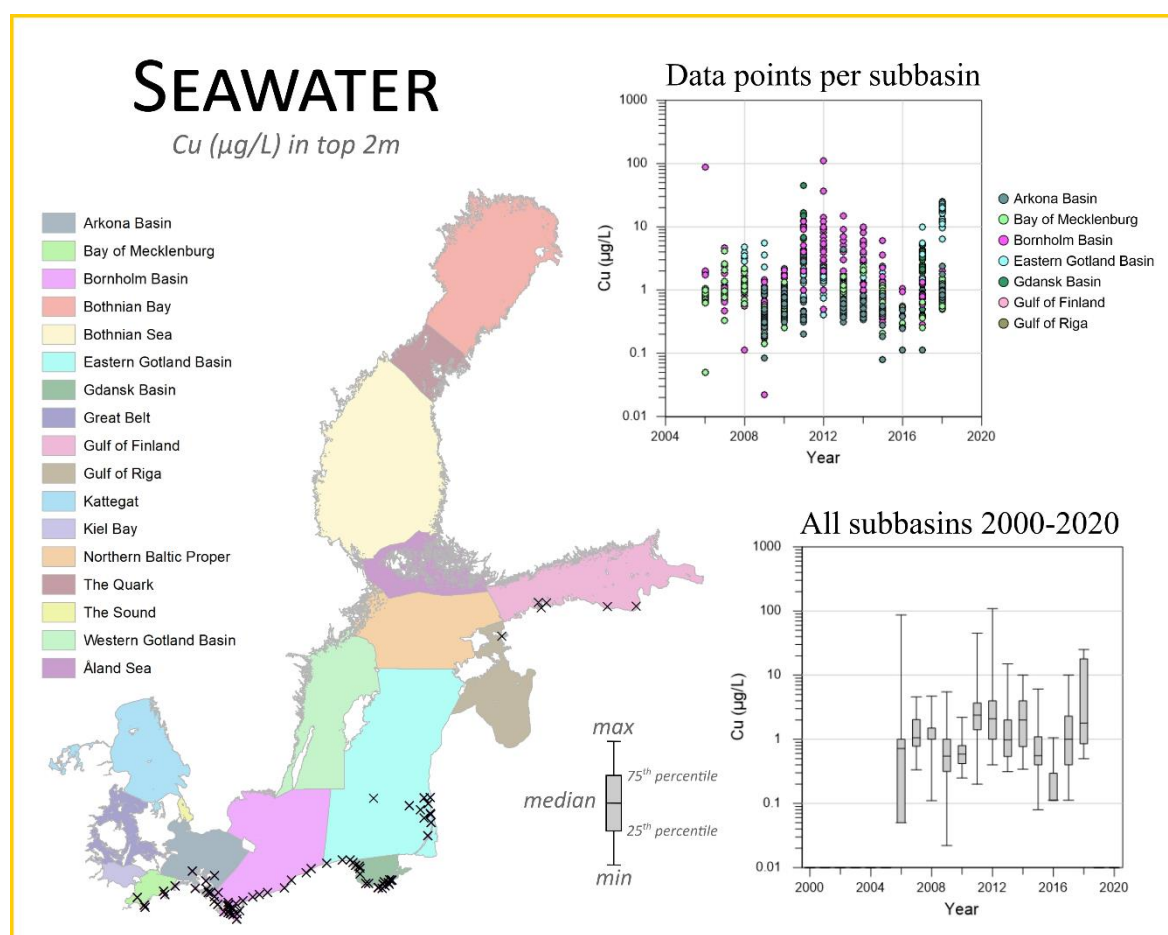 SEAWATER
Cu (µg/L) in top 2m
Arkona Basin
Bay of Mecklenburg
Bornholm Basin
Bothnian Bay
Bothnian Sea
Eastern Gotland Basin
Gdansk Basin
Great Belt
Gulf of Finland
Gulf of Riga
Kattegat
Kiel Bay
Northern Baltic Proper
The Quark
The Sound
Western Gotland Basin
Åland Sea
max
75th percentile
median
25th percentile
min
Data points per subbasin
1000
100
10
1
0.1
0.01
Cu (µg/L)
2004 2008 2012 2016 2020
Year
Arkona Basin
Bay of Mecklenburg
Bornholm Basin
Eastern Gotland Basin
Gdansk Basin
Gulf of Finland
Gulf of Riga
All subbasins 2000-2020
1000
100
10
1
0.1
0.01
Cu (µg/L)
2000 2004 2008 2012 2016 2020
Year